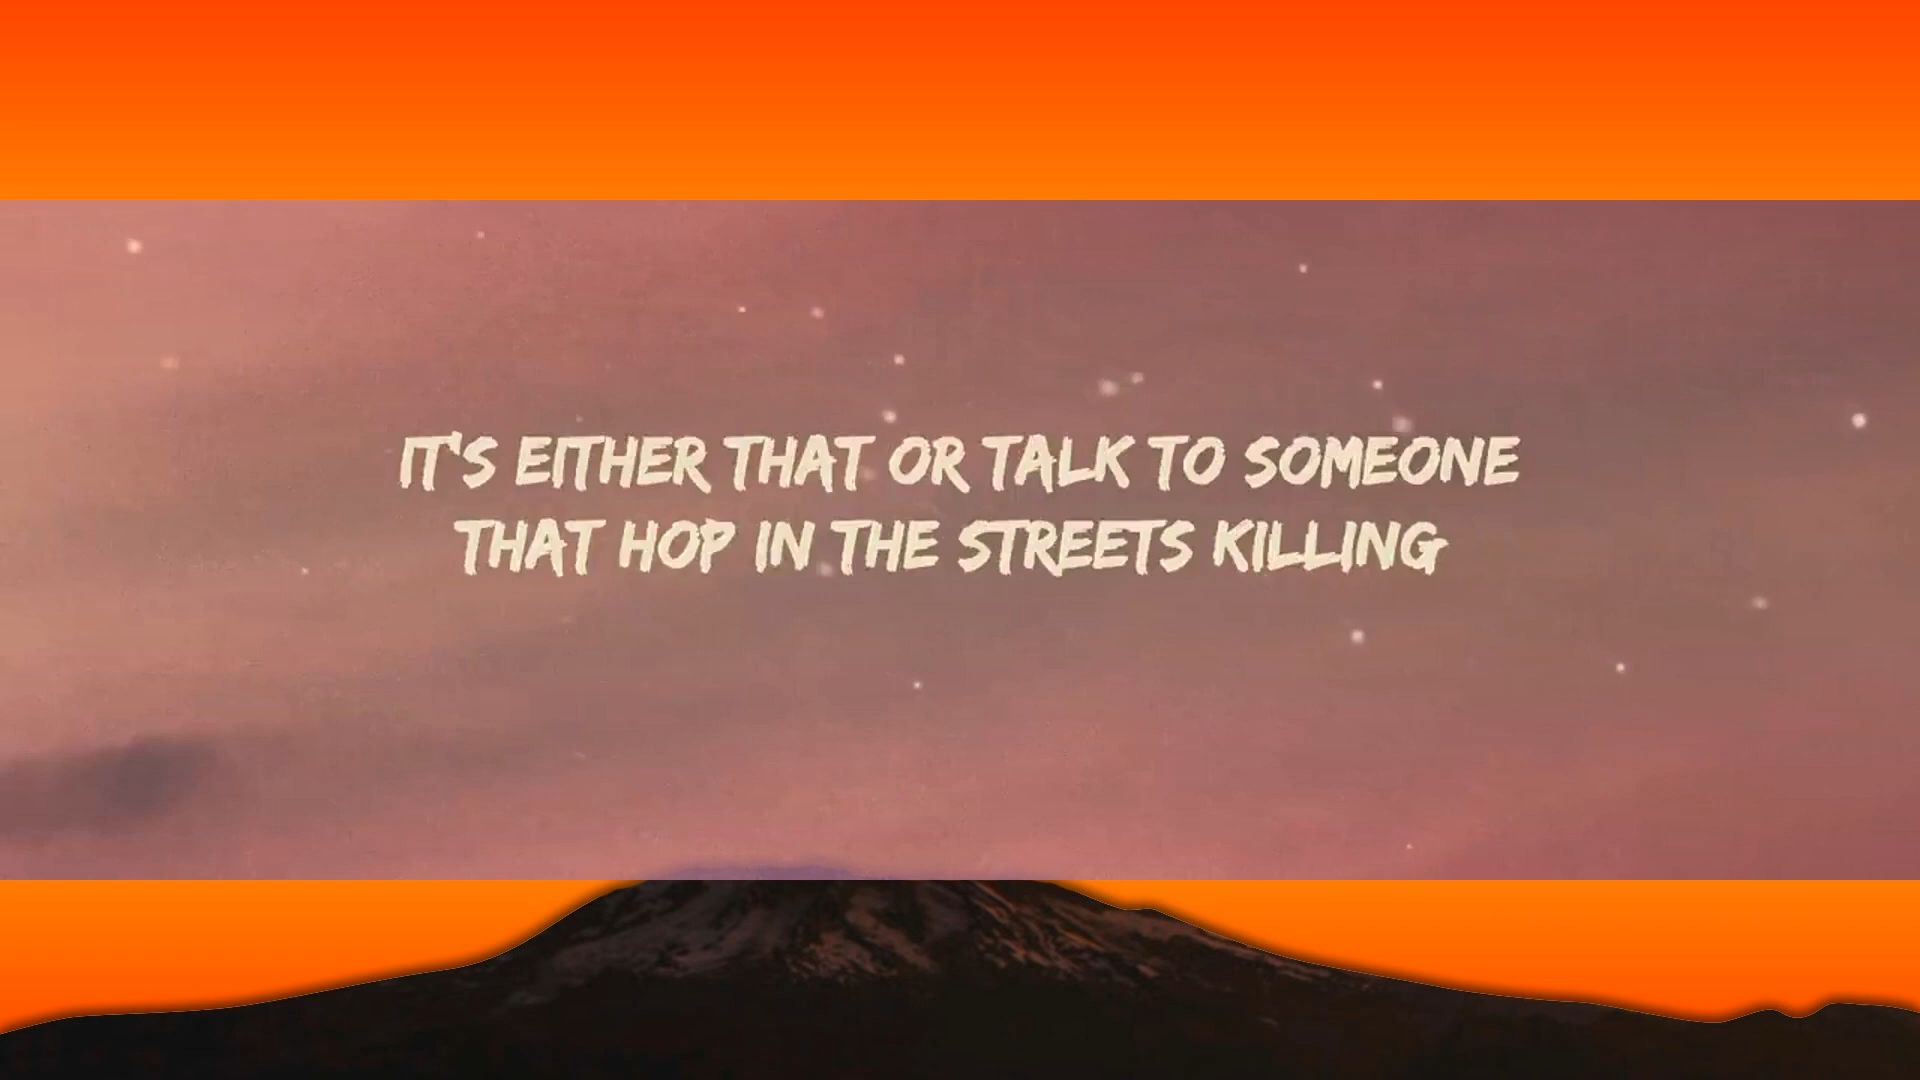 IT'S EITHER THAT OR TALK TO SOMEONE
THAT HOP IN THE STREETS KILLING